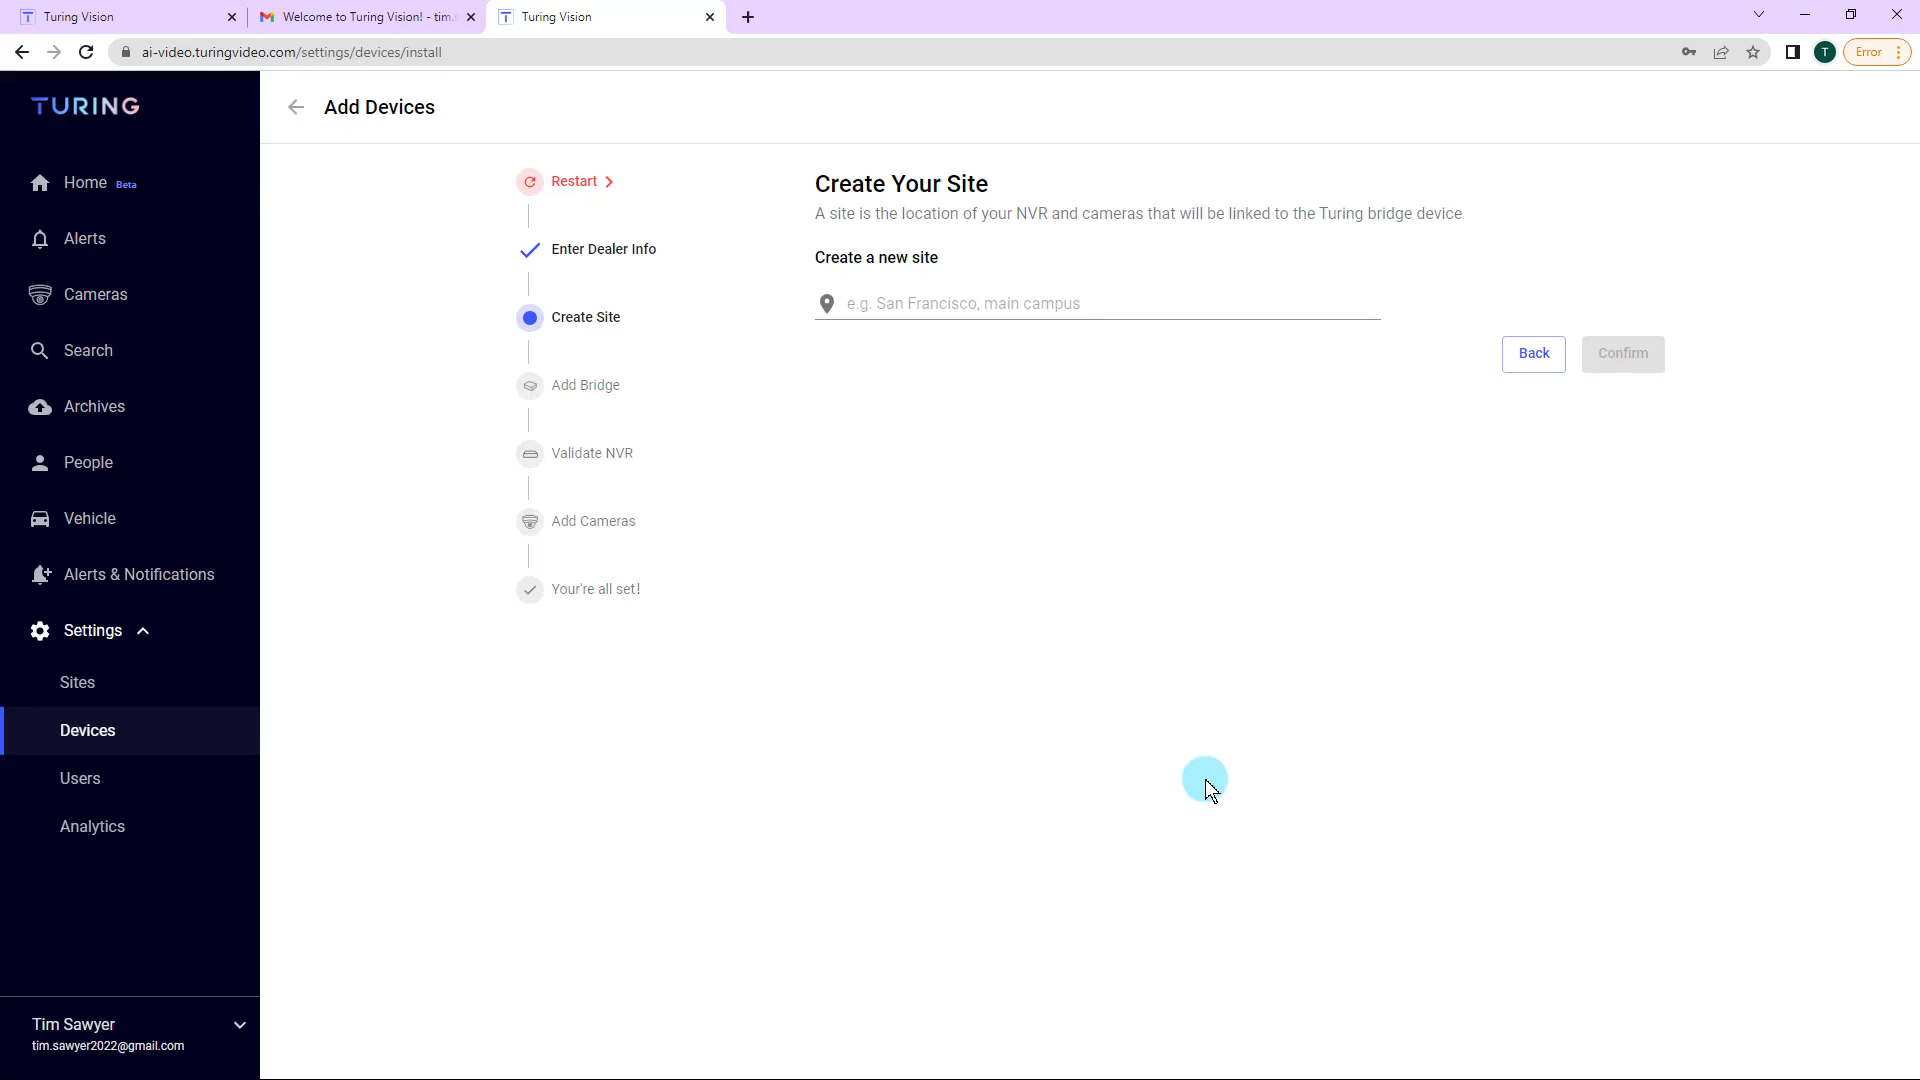 Turing Vision
Welcome to Turing Vision! - tim.s
Turing Vision
ai-video.turingvideo.com/settings/devices/install
T
Error
TURING
Add Devices
Home Beta
Alerts
Cameras
Search
Archives
People
Vehicle
Alerts & Notifications
Settings
Sites
Devices
Users
Analytics
Tim Sawyer
tim.sawyer2022@gmail.com
Restart
Enter Dealer Info
Create Site
Add Bridge
Validate NVR
Add Cameras
Your're all set!
Create Your Site
A site is the location of your NVR and cameras that will be linked to the Turing bridge device
Create a new site
e.g. San Francisco, main campus
Back
Confirm